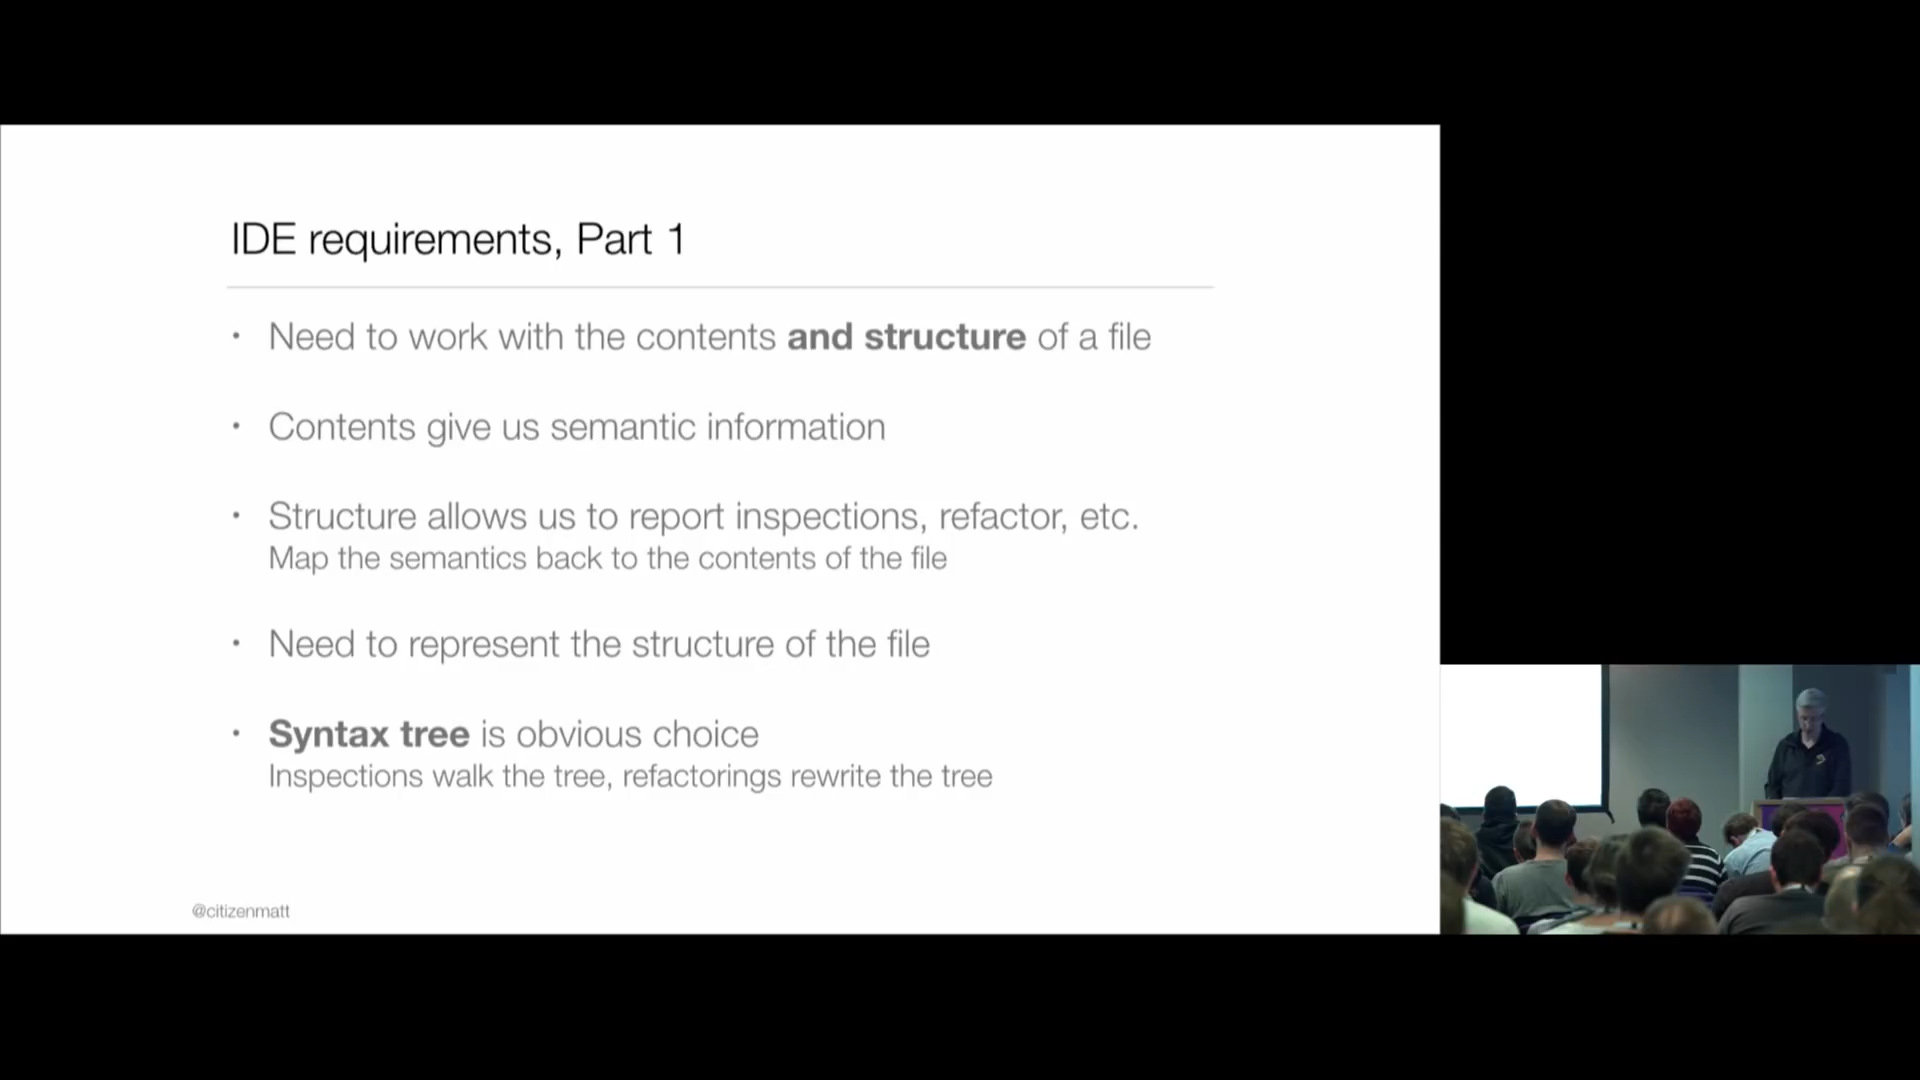 IDE requirements, Part 1
• Need to work with the contents and structure of a file
• Contents give us semantic information
• Structure allows us to report inspections, refactor, etc.
Map the semantics back to the contents of the file
• Need to represent the structure of the file
• Syntax tree is obvious choice
Inspections walk the tree, refactorings rewrite the tree
@citizenmatt